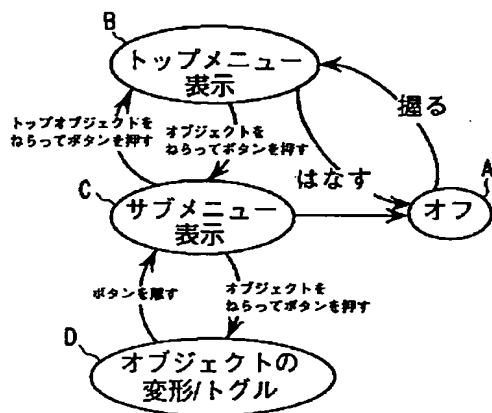 B
トップメニュー
表示
握る
トップオブジェクトを
ねらってボタンを押す
オブジェクトを
ねらってボタンを押す
はなす
A
オフ
C
サブメニュー
表示
ボタンを離す
オブジェクトを
ねらってボタンを押す
D
オブジェクトの
変形/トグル